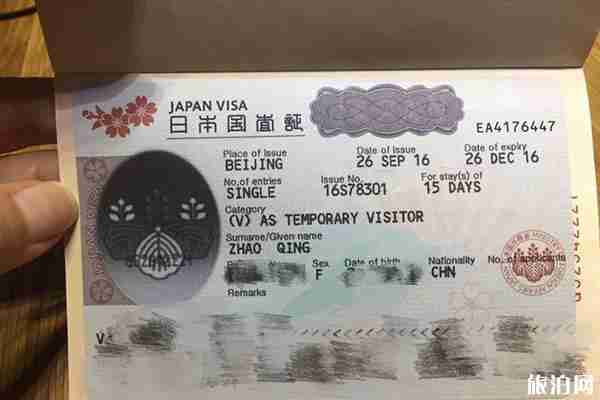 JAPAN VISA
日本国査証
EA4176447
Place of Issue Date of Issue Date of expiry
BEIJING 26 SEP 16 26 DEC 16
No. of entries Issue No. For stay(s) of
SINGLE 16S78301 15 DAYS
Category
(V) AS TEMPORARY VISITOR
Surname/Given name
ZHAO QING
Sex Date of birth Nationality No. of applicants
F CHN
Remarks
旅泊网